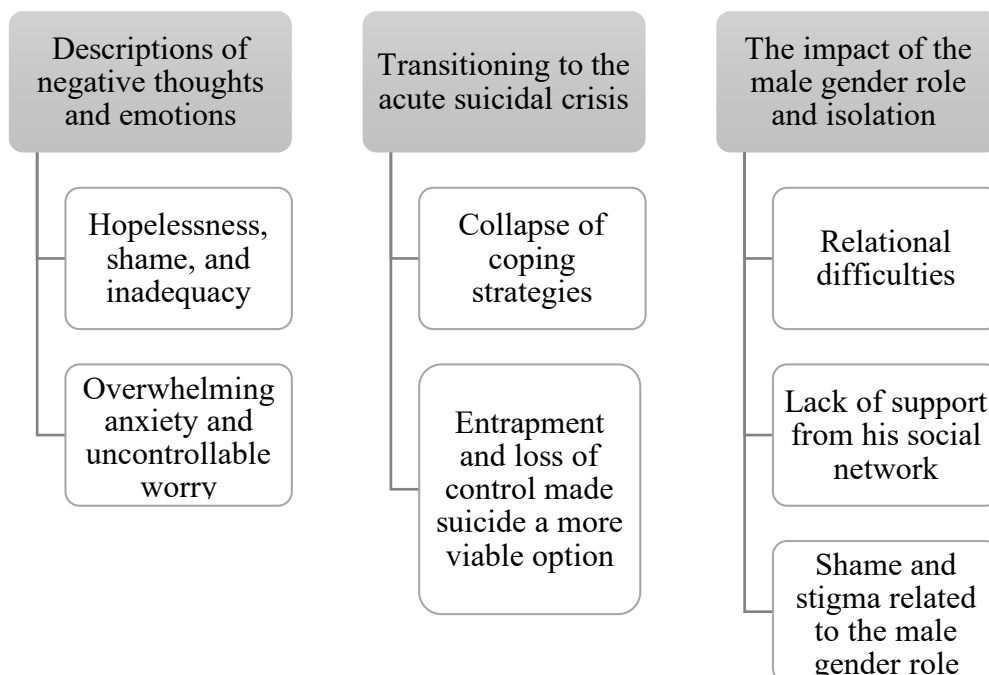 Descriptions of
negative thoughts
and emotions
Hopelessness,
shame, and
inadequacy
Overwhelming
anxiety and
uncontrollable
worry
Transitioning to the
acute suicidal crisis
Collapse of
coping
strategies
Entrapment
and loss of
control made
suicide a more
viable option
The impact of the
male gender role
and isolation
Relational
difficulties
Lack of support
from his social
network
Shame and
stigma related
to the male
gender role